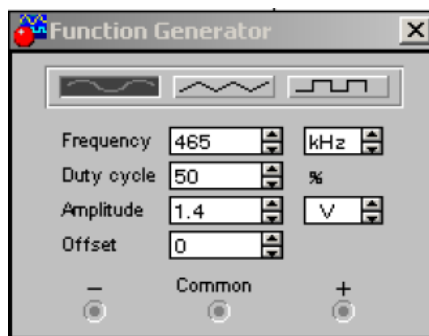 Function Generator
Frequency 465 kHz
Duty cycle 50 %
Amplitude 1.4 V
Offset 0
− Common +